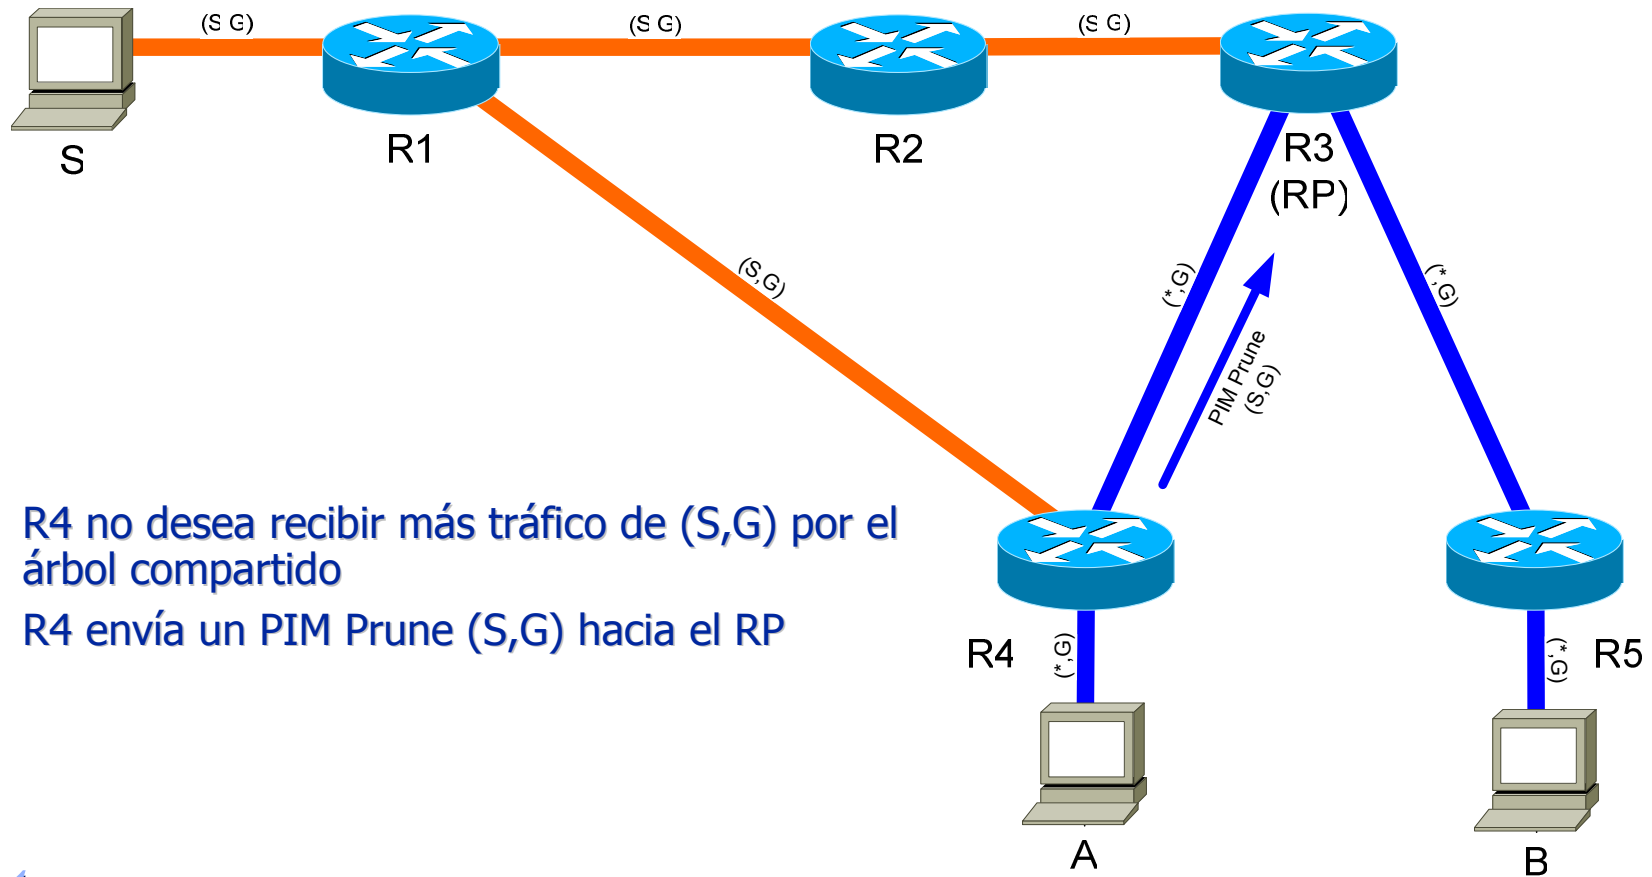 (S G)
(S G)
(S G)
S
R1
R2
R3
(RP)
(S,G)
(*,G)
(*,G)
PIM Prune
(S,G)
R4 no desea recibir más tráfico de (S,G) por el
árbol compartido
R4 envía un PIM Prune (S,G) hacia el RP
R4
(*,G)
(*,G)
R5
A
B